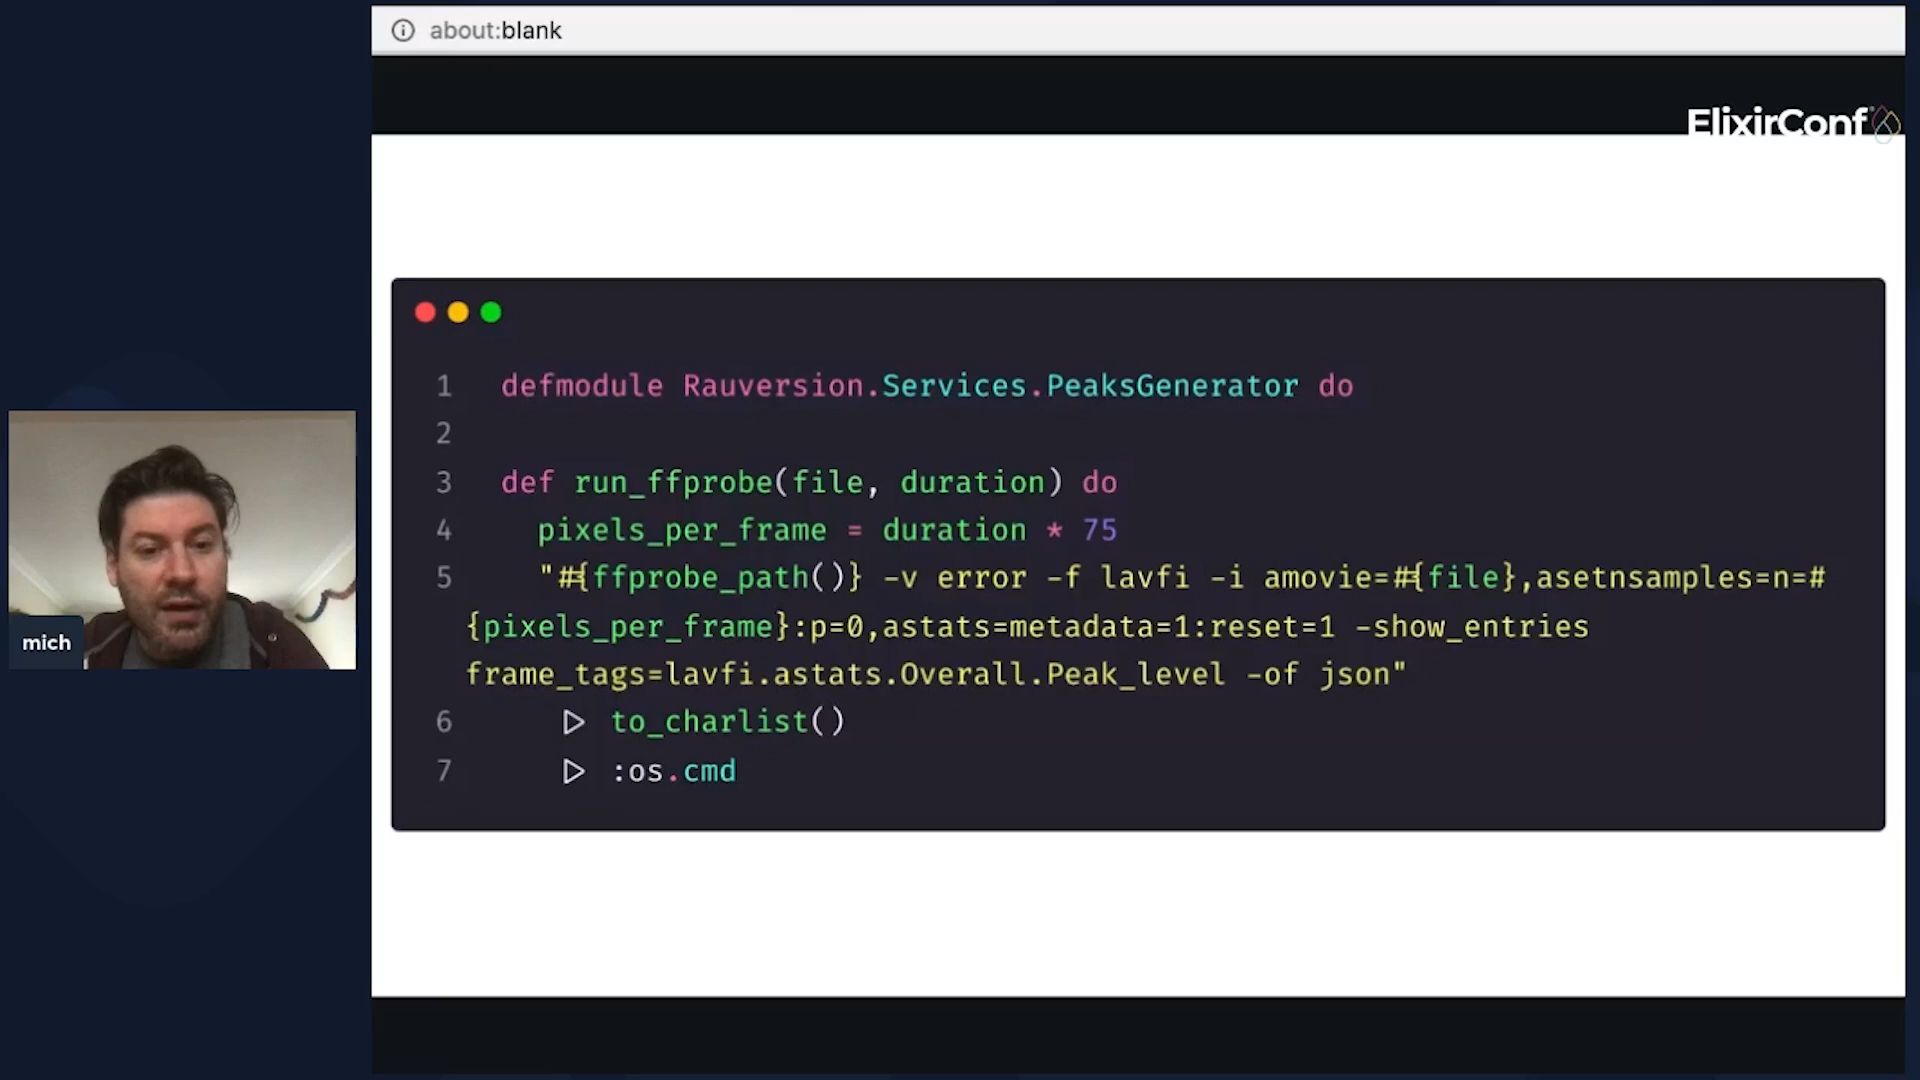 about:blank
ElixirConf
1 defmodule Rauversion.Services.PeaksGenerator do
2
3 def run_ffprobe(file, duration) do
4 pixels_per_frame = duration * 75
5 "#{ffprobe_path()} -v error -f lavfi -i amovie=#{file},asetnsamples=n=#
{pixels_per_frame}:p=0,astats=metadata=1:reset=1 -show_entries
frame_tags=lavfi.astats.Overall.Peak_level -of json"
6 |> to_charlist()
7 |> :os.cmd
mich